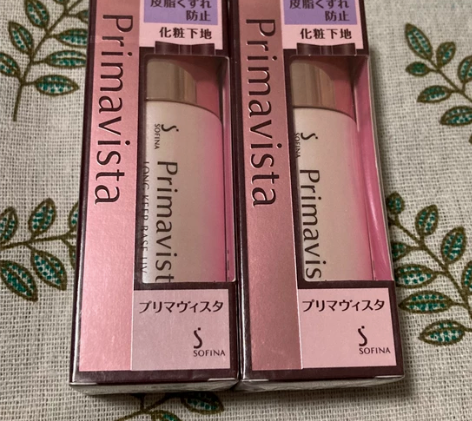 皮脂くずれ
防止
化粧下地
Primavista
SOFINA
Primavist
LONG KEEP BASE UV
プリマヴィスタ
SOFINA
皮脂くずれ
防止
化粧下地
Primavista
SOFINA
Primavis
プリマヴィスタ
SOFINA